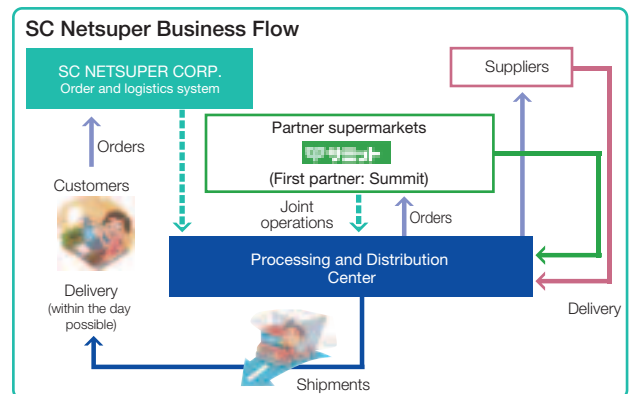 SC Netsuper Business Flow
SC NETSUPER CORP.
Order and logistics system
Suppliers
Partner supermarkets
(First partner: Summit)
Orders
Customers
Joint
operations
Orders
Processing and Distribution
Center
Delivery
(within the day
possible)
Delivery
Shipments